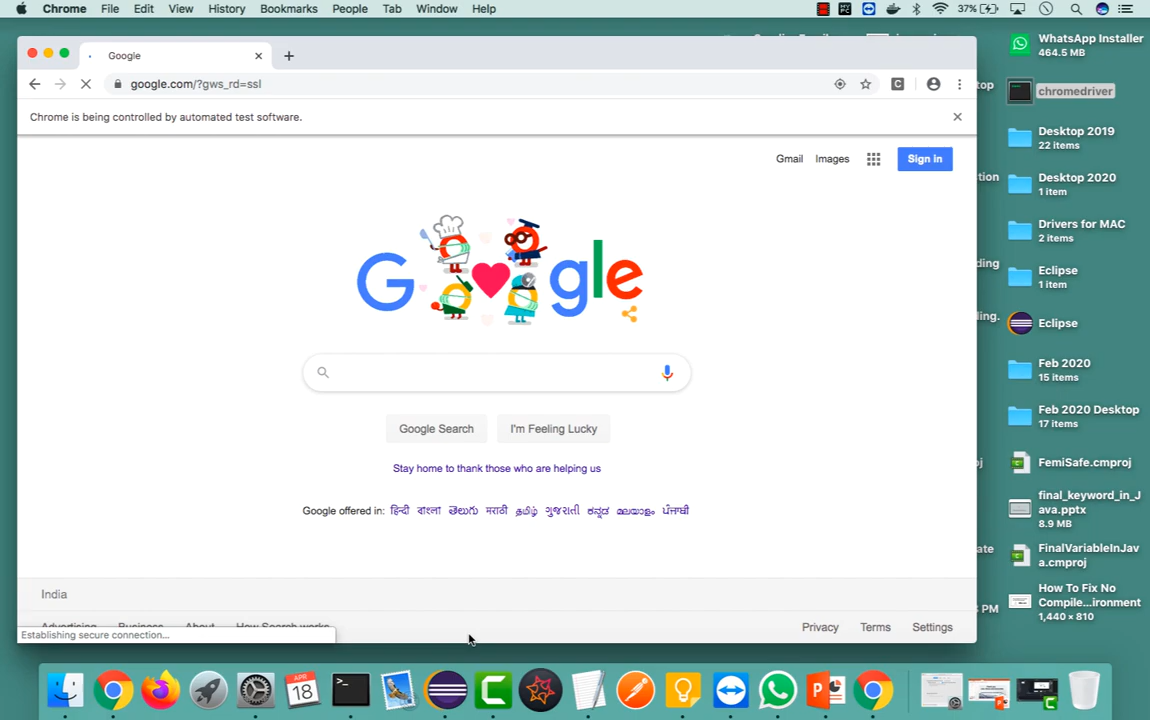 Chrome File Edit View History Bookmarks People Tab Window Help
37%
Google
google.com/?gws_rd=ssl
Chrome is being controlled by automated test software.
Gmail Images Sign in
Google Search I'm Feeling Lucky
Stay home to thank those who are helping us
Google offered in: हिन्दी বাংলা తెలుగు मराठी தமிழ் ગુજરાતી ಕನ್ನಡ മലയാളം ਪੰਜਾਬੀ
India
Privacy Terms Settings
Establishing secure connection...
WhatsApp Installer
464.5 MB
chromedriver
Desktop 2019
22 items
Desktop 2020
1 item
Drivers for MAC
2 items
Eclipse
1 item
Eclipse
Feb 2020
15 items
Feb 2020 Desktop
17 items
FemiSafe.cmproj
final_keyword_in_J
ava.pptx
8.9 MB
FinalVariableInJav
a.cmproj
How To Fix No
Compile...ironment
1,440 × 810
APR
18